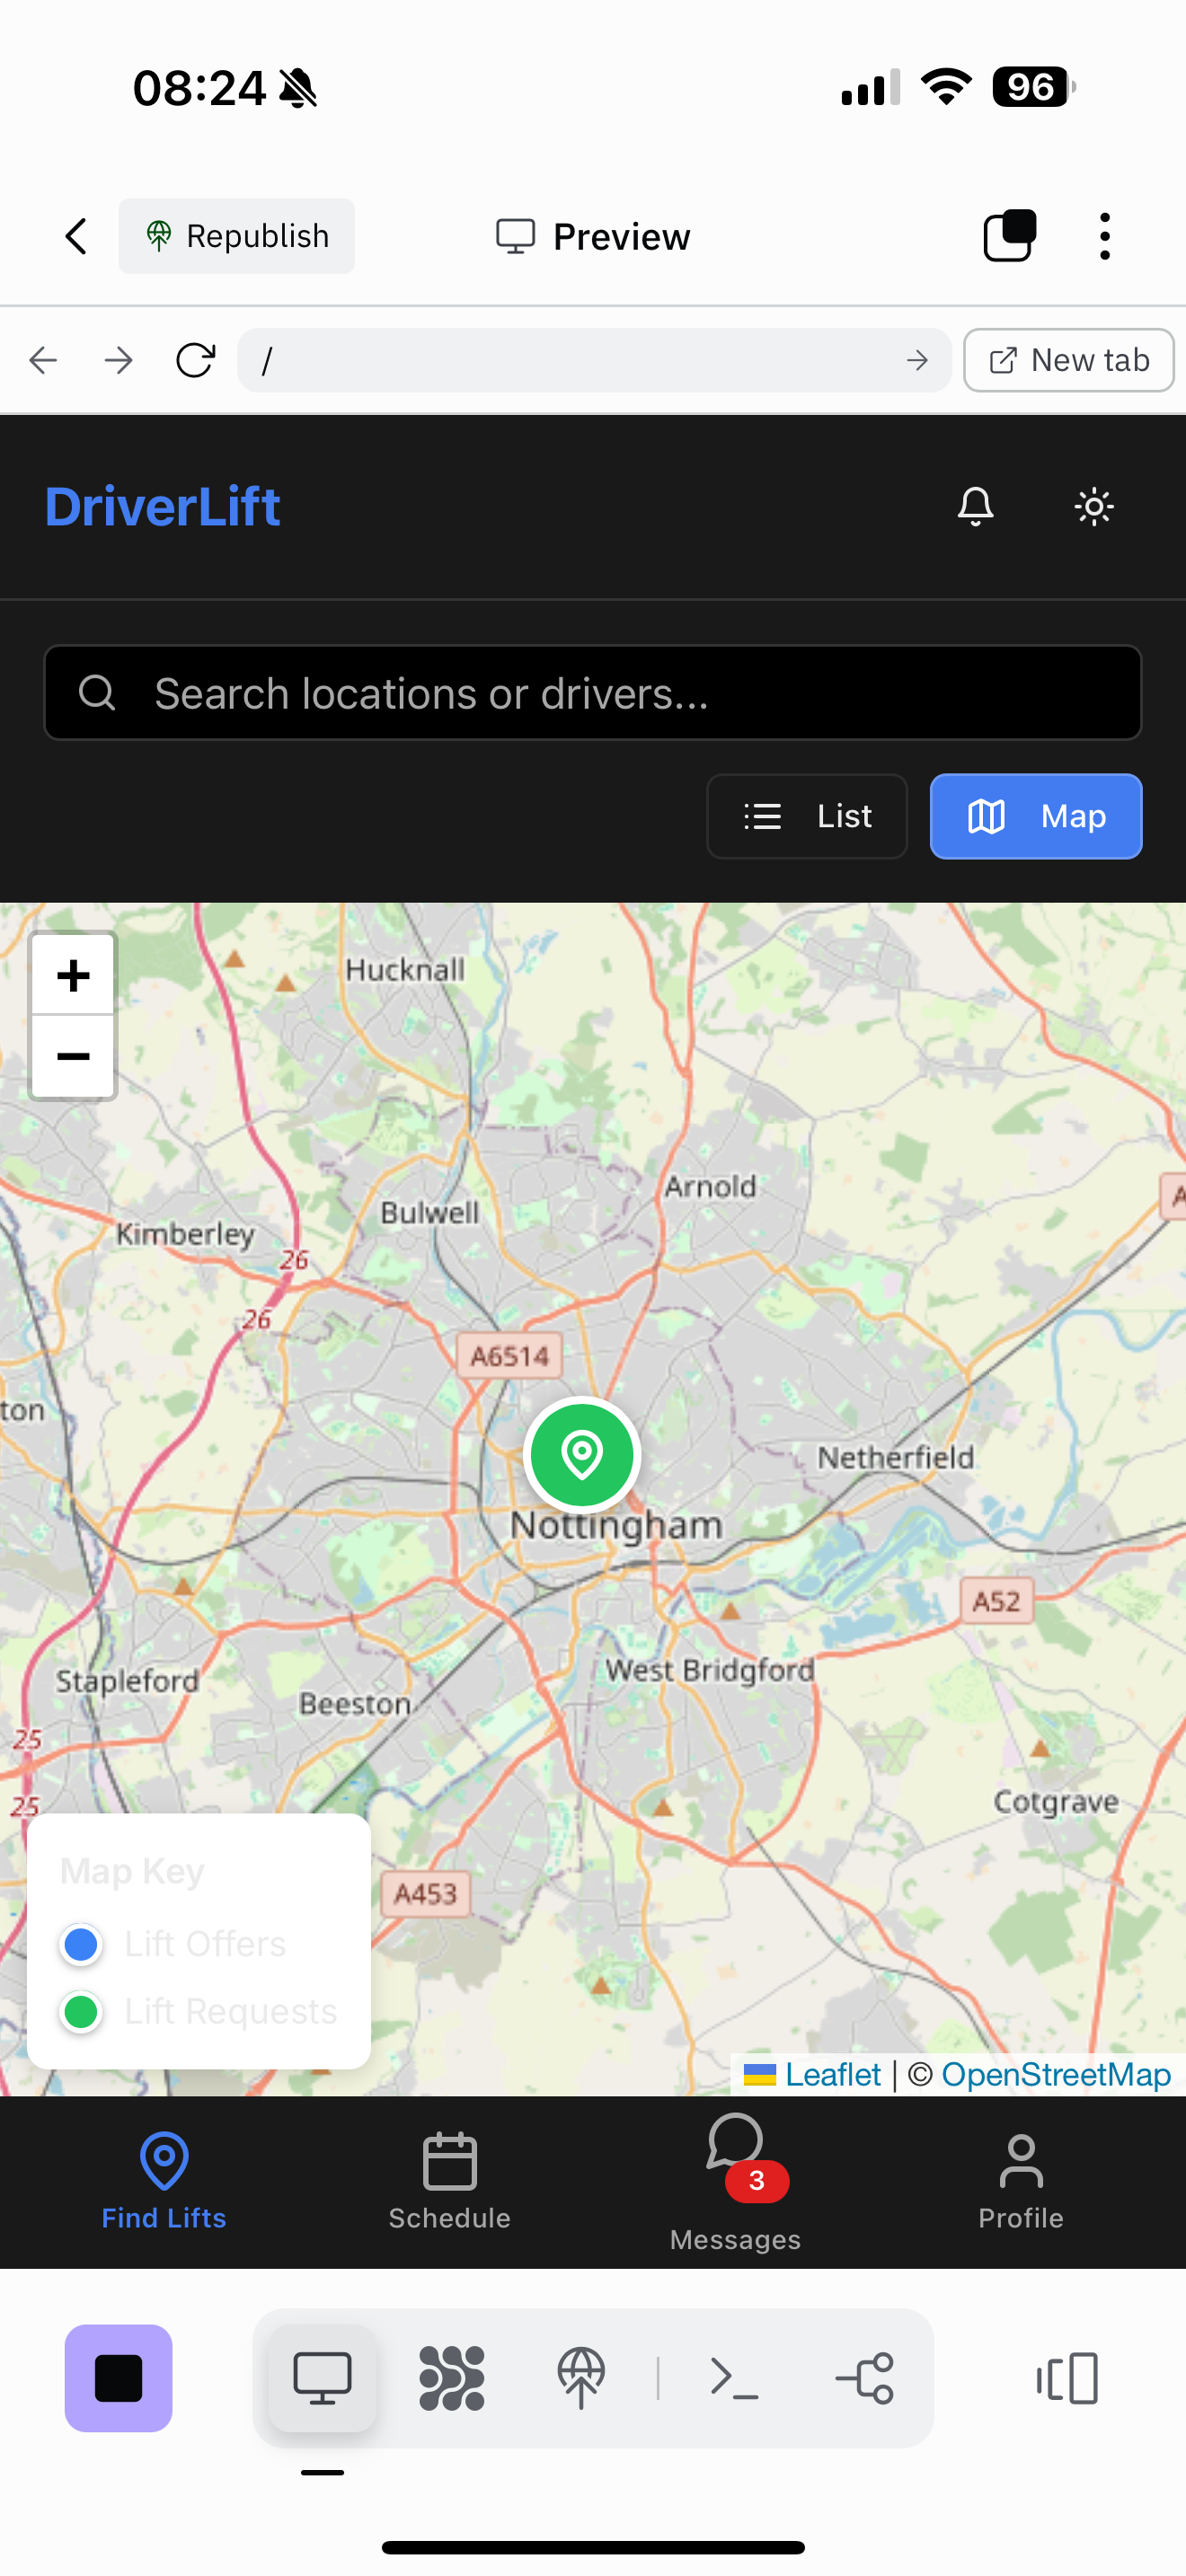 08:24
96
Republish
Preview
/
New tab
DriverLift
Search locations or drivers...
List
Map
+
−
Hucknall
Arnold
Bulwell
Kimberley
26
26
A6514
ton
Netherfield
Nottingham
A52
West Bridgford
Stapleford
Beeston
25
25
Cotgrave
Map Key
A453
Lift Offers
Lift Requests
Leaflet | © OpenStreetMap
3
Find Lifts
Schedule
Messages
Profile